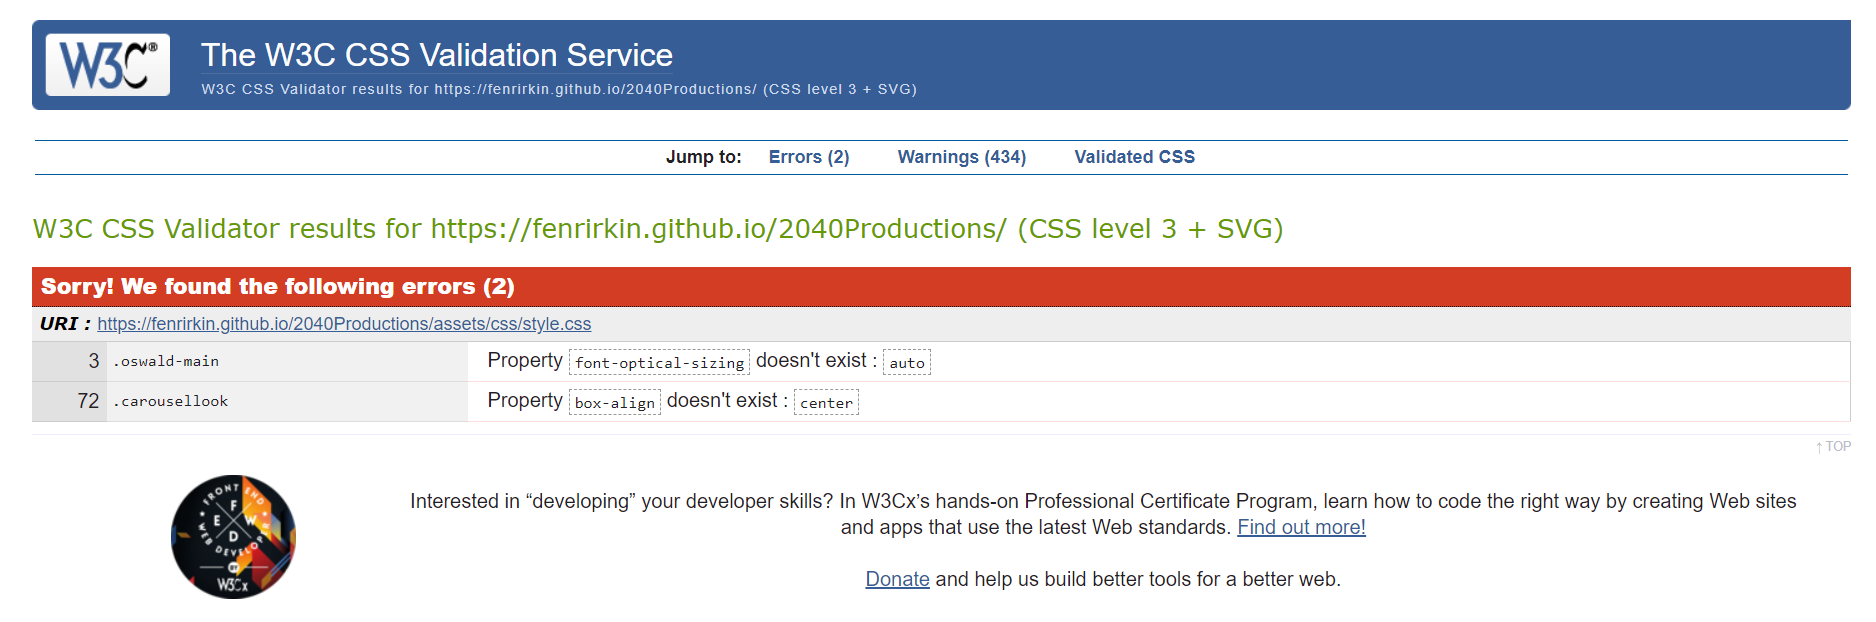 W3C®
The W3C CSS Validation Service
W3C CSS Validator results for https://fenrirkin.github.io/2040Productions/ (CSS level 3 + SVG)
Jump to: Errors (2) Warnings (434) Validated CSS
W3C CSS Validator results for https://fenrirkin.github.io/2040Productions/ (CSS level 3 + SVG)
Sorry! We found the following errors (2)
URI : https://fenrirkin.github.io/2040Productions/assets/css/style.css
3 .oswald-main Property font-optical-sizing doesn't exist : auto
72 .carousellook Property box-align doesn't exist : center
↑ TOP
FRONT END
F E W D
WEB DEVELOPER
BY
W3Cx
Interested in “developing” your developer skills? In W3Cx’s hands-on Professional Certificate Program, learn how to code the right way by creating Web sites
and apps that use the latest Web standards. Find out more!
Donate and help us build better tools for a better web.